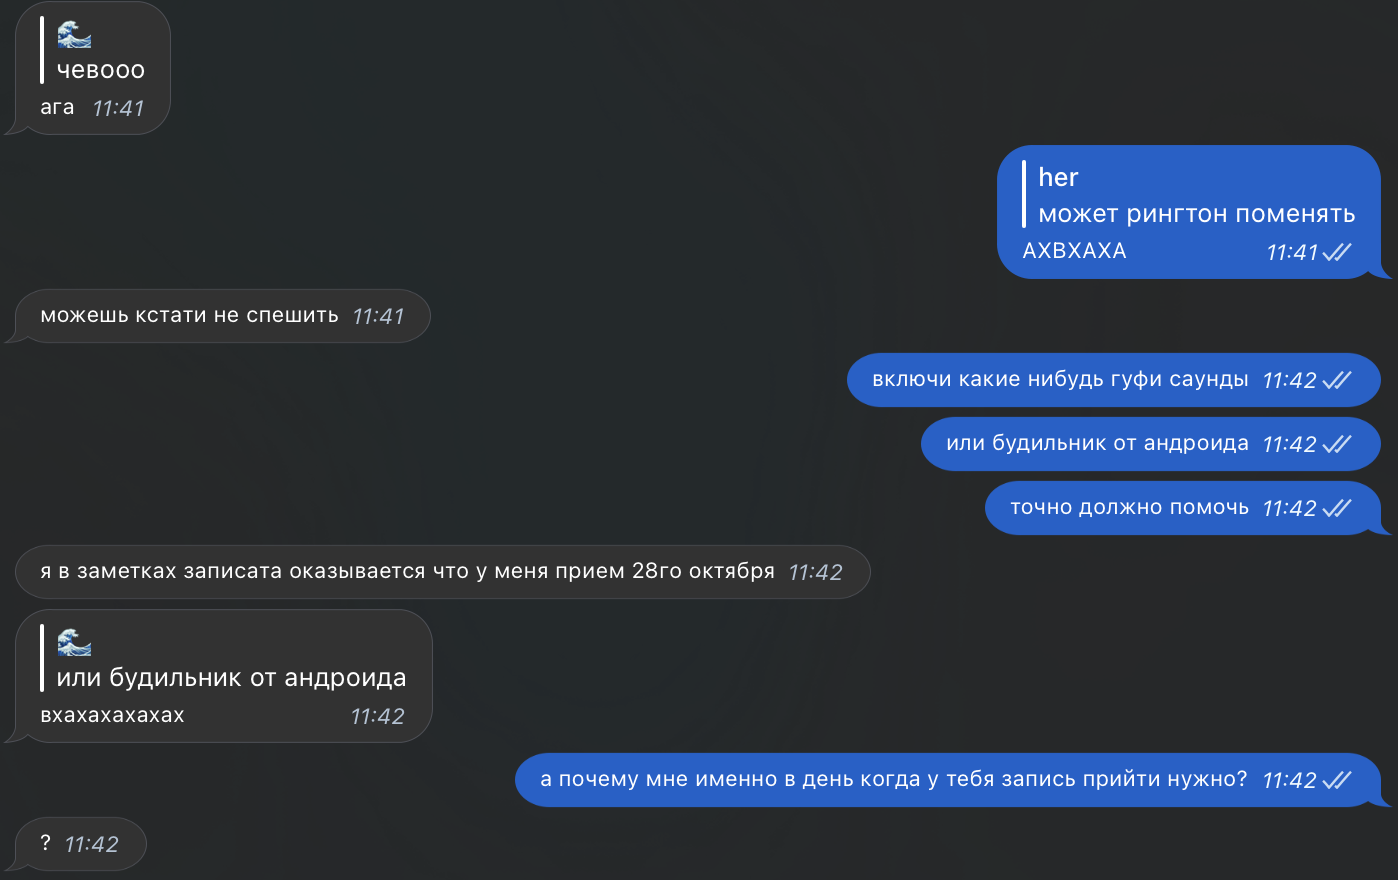 🌊
чевооо
ага 11:41
her
может рингтон поменять
АХВХАХА 11:41
можешь кстати не спешить 11:41
включи какие нибудь гуфи саунды 11:42
или будильник от андроида 11:42
точно должно помочь 11:42
я в заметках записата оказывается что у меня прием 28го октября 11:42
🌊
или будильник от андроида
вхахахахахах 11:42
а почему мне именно в день когда у тебя запись прийти нужно? 11:42
? 11:42